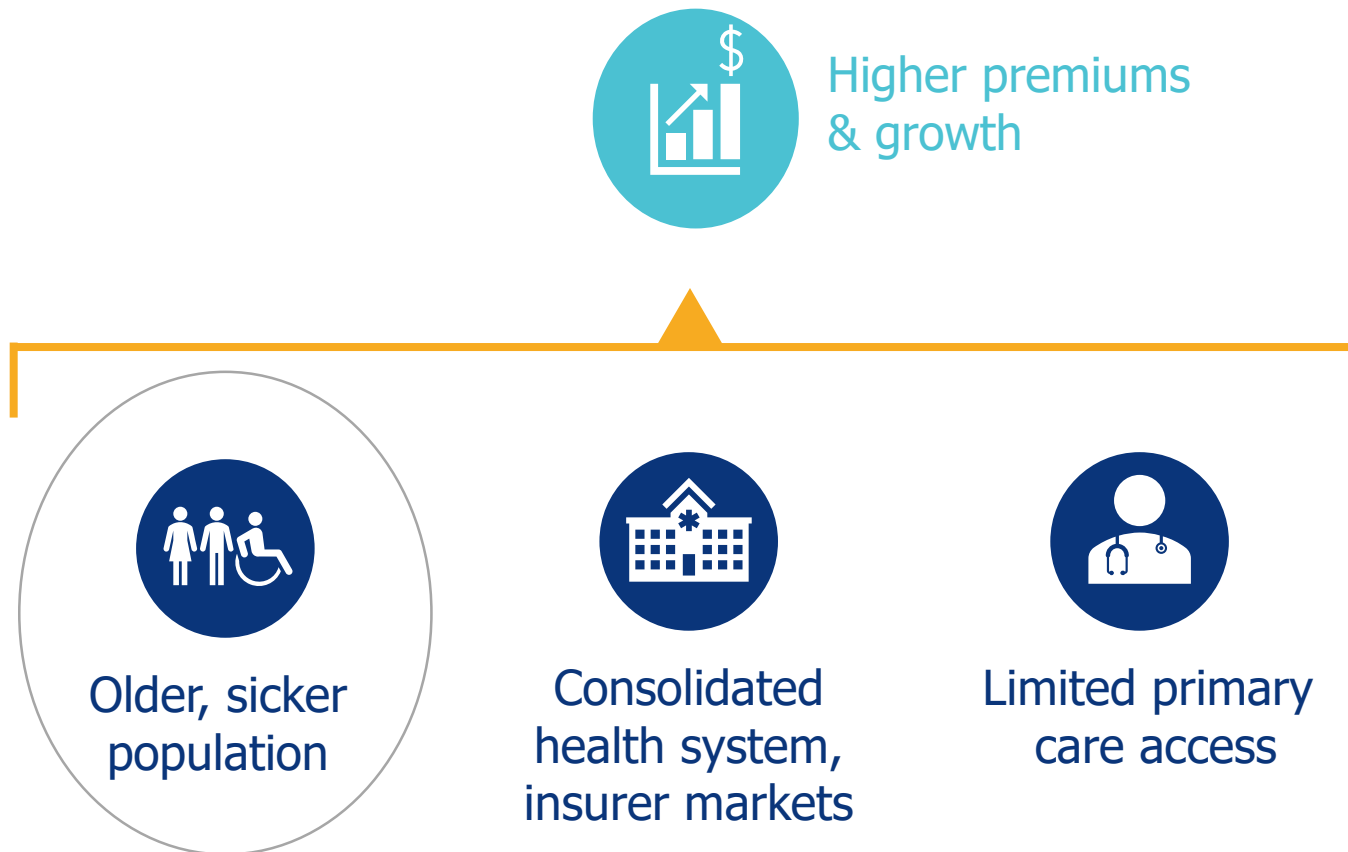 $
Higher premiums
& growth
Older, sicker
population
Consolidated
health system,
insurer markets
Limited primary
care access